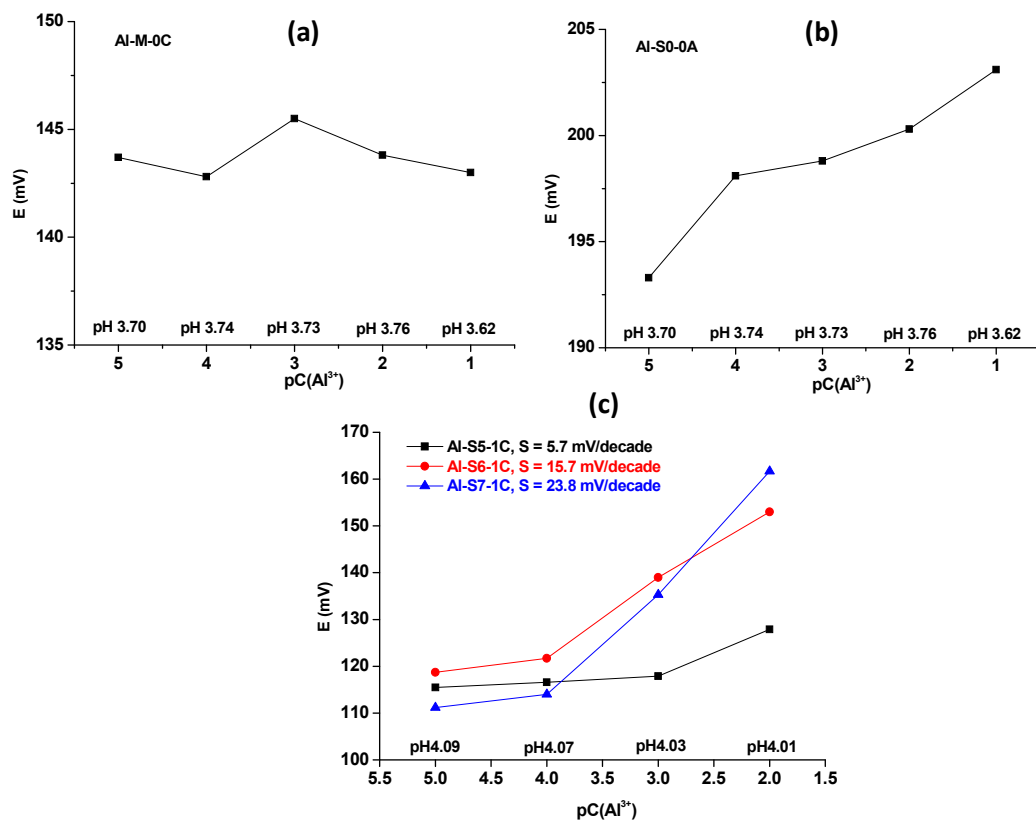 (a)
Al-M-0C
150
145
140
135
E (mV)
pH 3.70 pH 3.74 pH 3.73 pH 3.76 pH 3.62
5 4 3 2 1
pC(Al³⁺)
(b)
Al-S0-0A
205
200
195
190
E (mV)
pH 3.70 pH 3.74 pH 3.73 pH 3.76 pH 3.62
5 4 3 2 1
pC(Al³⁺)
(c)
Al-S5-1C, S = 5.7 mV/decade
Al-S6-1C, S = 15.7 mV/decade
Al-S7-1C, S = 23.8 mV/decade
170
160
150
140
130
120
110
100
E (mV)
pH4.09 pH4.07 pH4.03 pH4.01
5.5 5.0 4.5 4.0 3.5 3.0 2.5 2.0 1.5
pC(Al³⁺)